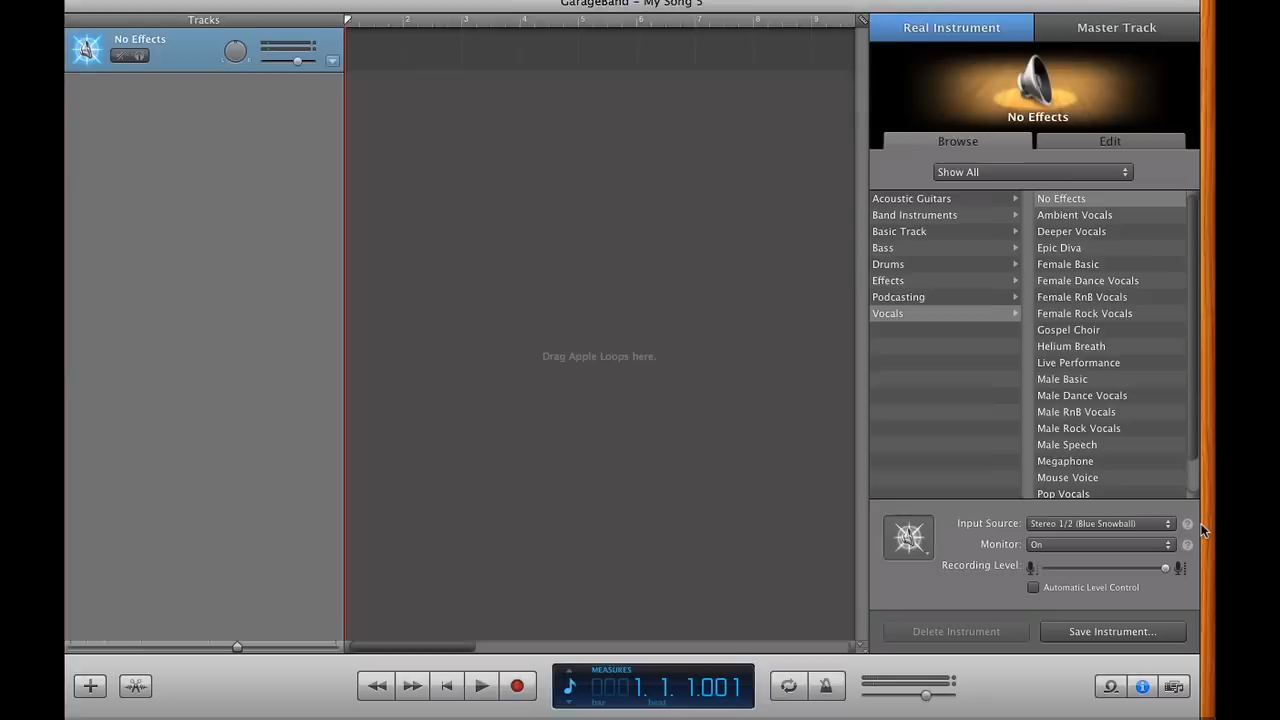 GarageBand - My Song 5
Tracks
2 3 4 5 6 7 8 9
Real Instrument
Master Track
No Effects
L R
No Effects
Browse
Edit
Show All
Acoustic Guitars
Band Instruments
Basic Track
Bass
Drums
Effects
Podcasting
Vocals
No Effects
Ambient Vocals
Deeper Vocals
Epic Diva
Female Basic
Female Dance Vocals
Female RnB Vocals
Female Rock Vocals
Gospel Choir
Helium Breath
Live Performance
Male Basic
Male Dance Vocals
Male RnB Vocals
Male Rock Vocals
Male Speech
Megaphone
Mouse Voice
Pop Vocals
Drag Apple Loops here.
Input Source: Stereo 1/2 (Blue Snowball) ?
Monitor: On ?
Recording Level:
Automatic Level Control
Delete Instrument
Save Instrument...
MEASURES
0001. 1. 1.001
bar beat